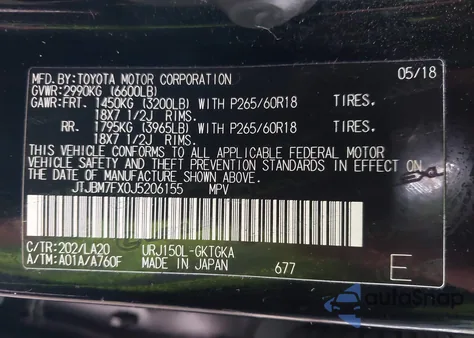 MFD.BY:TOYOTA MOTOR CORPORATION 05/18
GVWR:2990KG (6600LB)
GAWR:FRT. 1450KG (3200LB) WITH P265/60R18 TIRES.
18X7 1/2J RIMS.
RR. 1795KG (3965LB) WITH P265/60R18 TIRES.
18X7 1/2J RIMS.
THIS VEHICLE CONFORMS TO ALL APPLICABLE FEDERAL MOTOR
VEHICLE SAFETY AND THEFT PREVENTION STANDARDS IN EFFECT ON
THE DATE OF MANUFACTURE SHOWN ABOVE.
JTJBM7FX0J5206155 MPV
C/TR:202/LA20 URJ150L-GKTGKA
A/TM:A01A/A760F MADE IN JAPAN 677 E
autoSnap